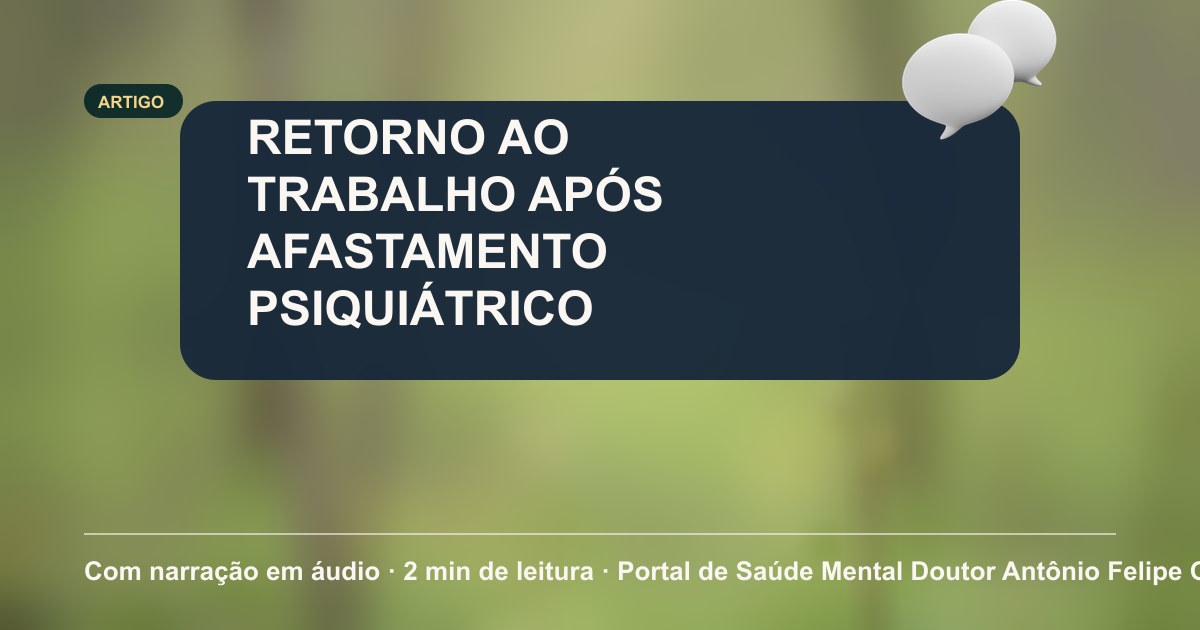 ARTIGO
RETORNO AO
TRABALHO APÓS
AFASTAMENTO
PSIQUIÁTRICO
Com narração em áudio · 2 min de leitura · Portal de Saúde Mental Doutor Antônio Felipe